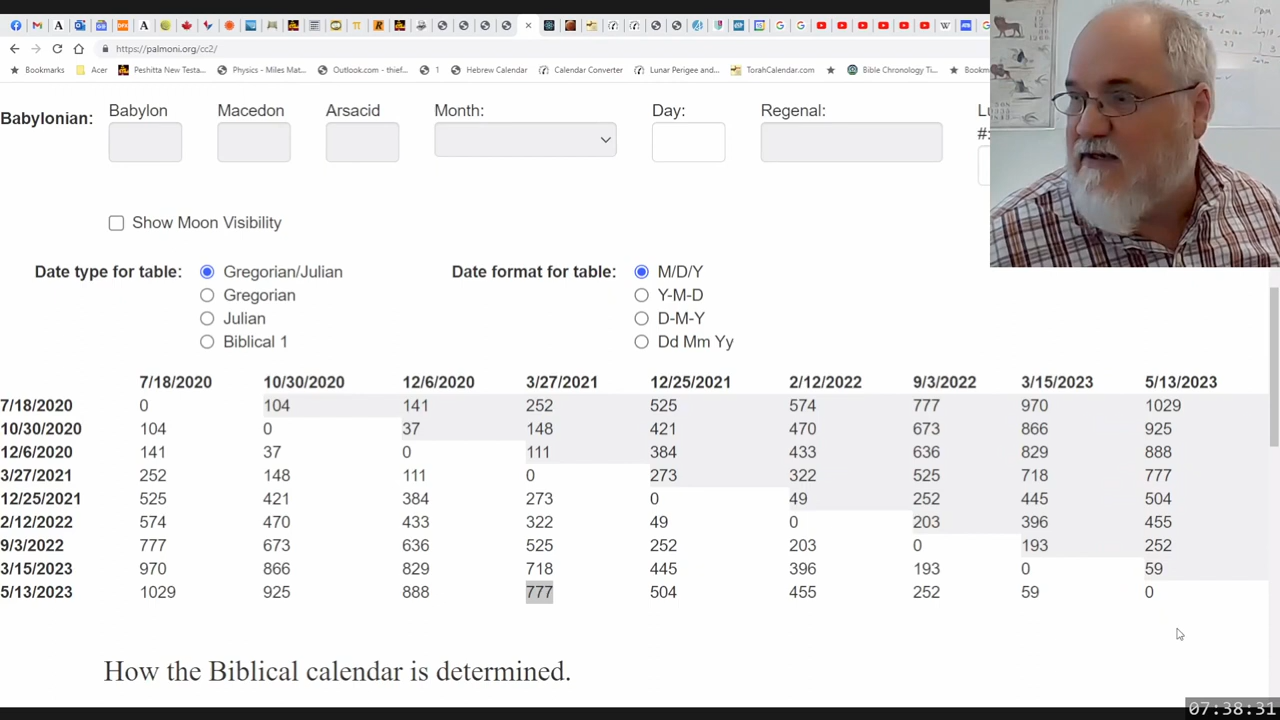 https://palmoni.org/cc2/
Bookmarks Acer Peshitta New Testa... Physics - Miles Mat... Outlook.com - thief... 1 Hebrew Calendar Calendar Converter Lunar Perigee and... TorahCalendar.com Bible Chronology Ti... Bookm
Babylonian: Babylon Macedon Arsacid Month: Day: Regenal: Lu
#:
Show Moon Visibility
Date type for table: Gregorian/Julian Date format for table: M/D/Y
Gregorian Y-M-D
Julian D-M-Y
Biblical 1 Dd Mm Yy
7/18/2020 10/30/2020 12/6/2020 3/27/2021 12/25/2021 2/12/2022 9/3/2022 3/15/2023 5/13/2023
7/18/2020 0 104 141 252 525 574 777 970 1029
10/30/2020 104 0 37 148 421 470 673 866 925
12/6/2020 141 37 0 111 384 433 636 829 888
3/27/2021 252 148 111 0 273 322 525 718 777
12/25/2021 525 421 384 273 0 49 252 445 504
2/12/2022 574 470 433 322 49 0 203 396 455
9/3/2022 777 673 636 525 252 203 0 193 252
3/15/2023 970 866 829 718 445 396 193 0 59
5/13/2023 1029 925 888 777 504 455 252 59 0
How the Biblical calendar is determined.
07:38:31